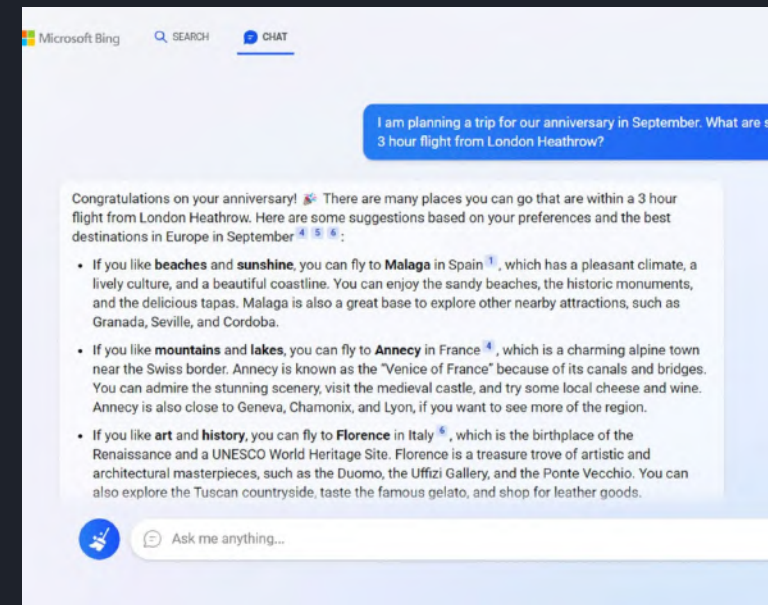 Microsoft Bing
SEARCH
CHAT
I am planning a trip for our anniversary in September. What are
3 hour flight from London Heathrow?
Congratulations on your anniversary! 🎉 There are many places you can go that are within a 3 hour
flight from London Heathrow. Here are some suggestions based on your preferences and the best
destinations in Europe in September 4 5 6 :
• If you like beaches and sunshine, you can fly to Malaga in Spain 1 , which has a pleasant climate, a
lively culture, and a beautiful coastline. You can enjoy the sandy beaches, the historic monuments,
and the delicious tapas. Malaga is also a great base to explore other nearby attractions, such as
Granada, Seville, and Cordoba.
• If you like mountains and lakes, you can fly to Annecy in France 4 , which is a charming alpine town
near the Swiss border. Annecy is known as the "Venice of France" because of its canals and bridges.
You can admire the stunning scenery, visit the medieval castle, and try some local cheese and wine.
Annecy is also close to Geneva, Chamonix, and Lyon, if you want to see more of the region.
• If you like art and history, you can fly to Florence in Italy 6 , which is the birthplace of the
Renaissance and a UNESCO World Heritage Site. Florence is a treasure trove of artistic and
architectural masterpieces, such as the Duomo, the Uffizi Gallery, and the Ponte Vecchio. You can
also explore the Tuscan countryside, taste the famous gelato, and shop for leather goods.
Ask me anything...